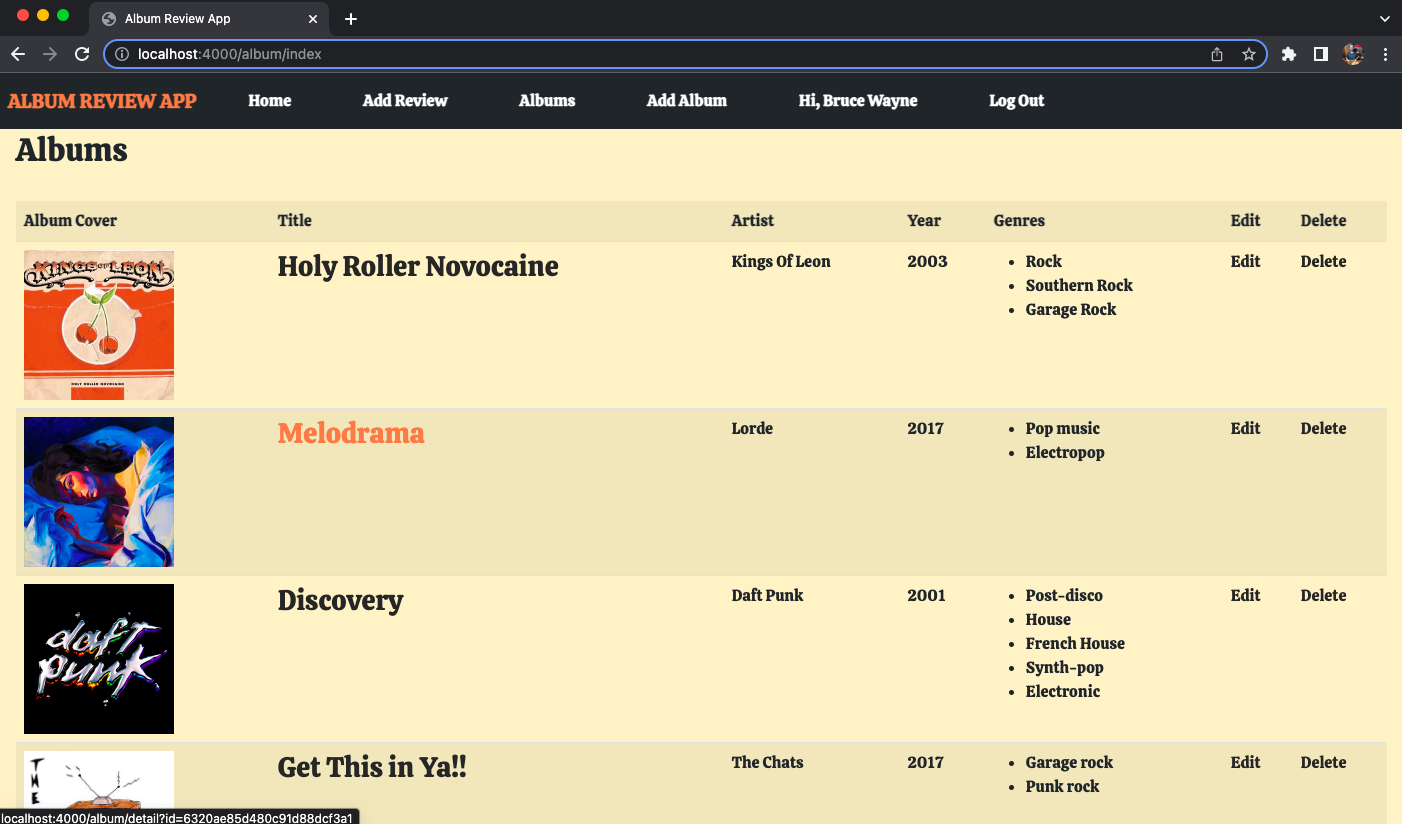 Album Review App
localhost:4000/album/index
ALBUM REVIEW APP Home Add Review Albums Add Album Hi, Bruce Wayne Log Out
Albums
Album Cover Title Artist Year Genres Edit Delete
KINGS OF LEON
HOLY ROLLER NOVOCAINE
Holy Roller Novocaine Kings Of Leon 2003
Rock
Southern Rock
Garage Rock
Edit Delete
Melodrama Lorde 2017
Pop music
Electropop
Edit Delete
daft
punk
Discovery Daft Punk 2001
Post-disco
House
French House
Synth-pop
Electronic
Edit Delete
THE
Get This in Ya!! The Chats 2017
Garage rock
Punk rock
Edit Delete
localhost:4000/album/detail?id=6320ae85d480c91d88dcf3a1